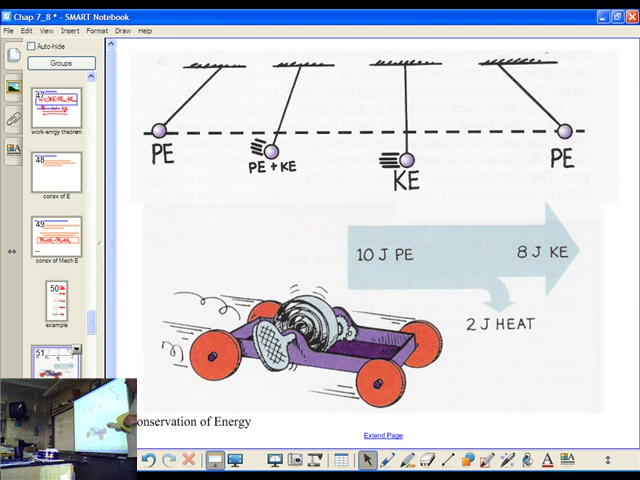 Chap 7_8 * - SMART Notebook
File Edit View Insert Format Draw Help
Auto-hide
Groups
47
work-enrgy theorem
48
consv of E
49
consv of Mech E
50
example
51
PE
PE + KE
KE
PE
10 J PE
8 J KE
2 J HEAT
onservation of Energy
Extend Page